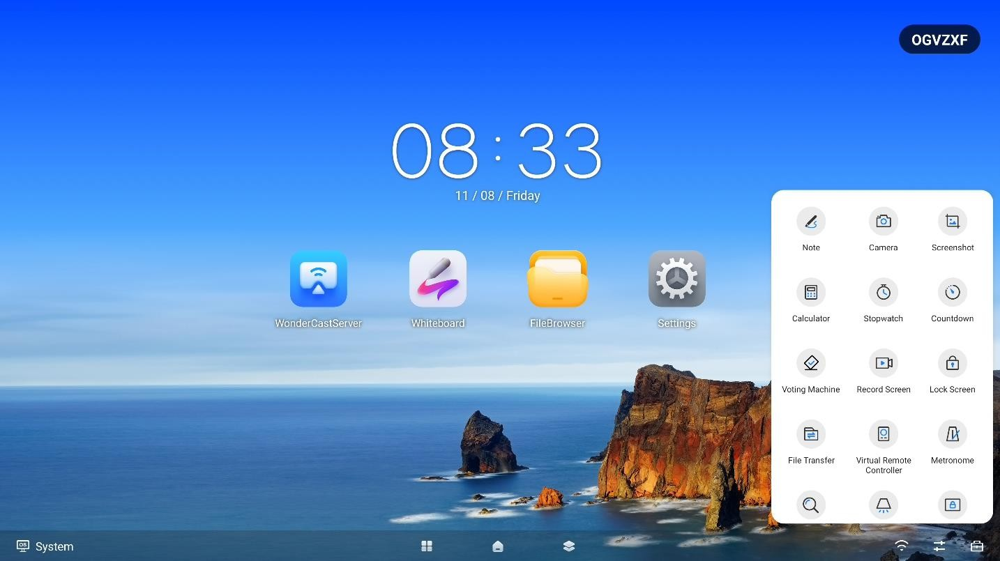 OGVZXF
08:33
11 / 08 / Friday
WonderCastServer Whiteboard FileBrowser Settings
Note Camera Screenshot
Calculator Stopwatch Countdown
Voting Machine Record Screen Lock Screen
File Transfer Virtual Remote Controller Metronome
OS System